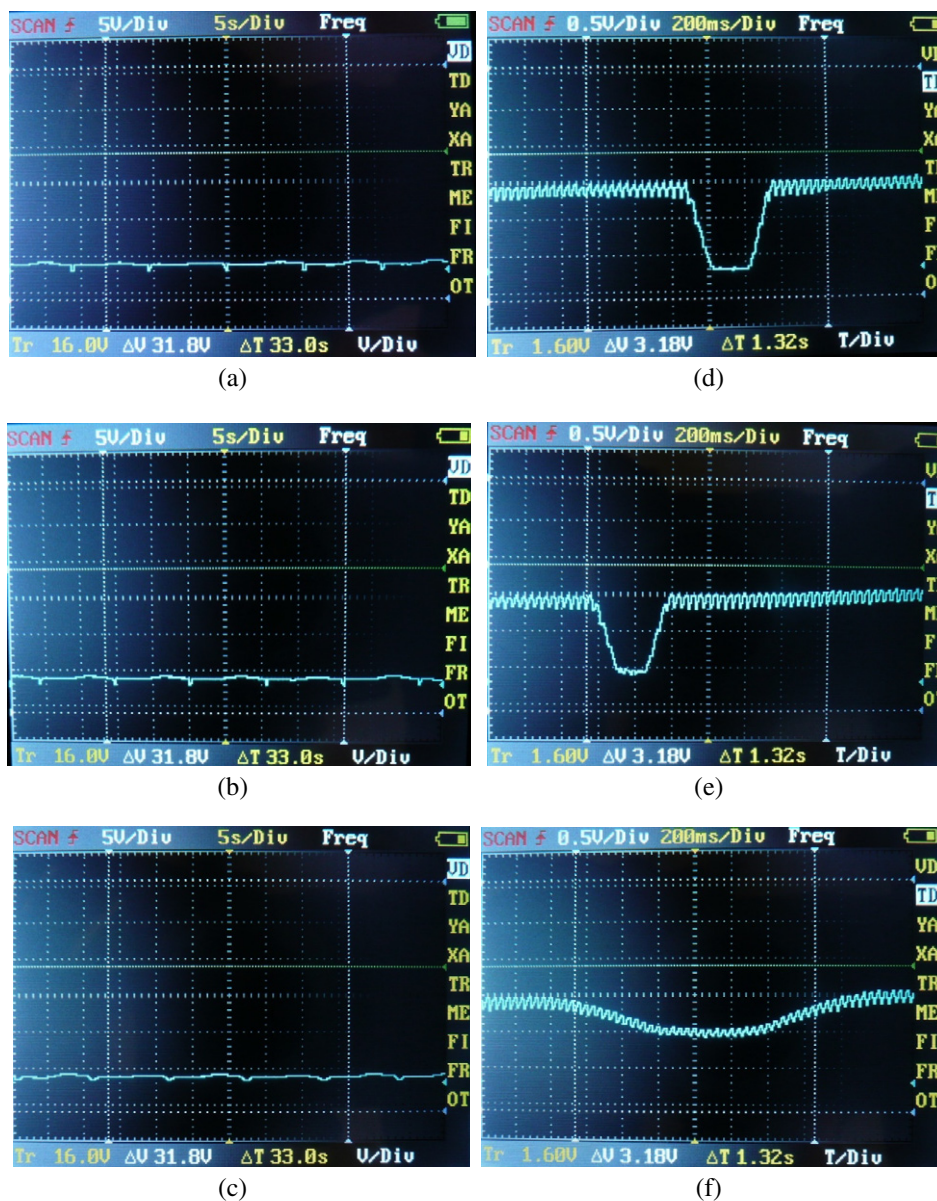 SCAN 5V/Div 5s/Div Freq
VD
TD
YA
XA
TR
ME
FI
FR
OT
Tr 16.0V ΔV 31.8V ΔT 33.0s V/Div
(a)
SCAN 0.5V/Div 200ms/Div Freq
YA
XA
ME
Tr 1.60V ΔV 3.18V ΔT 1.32s T/Div
(d)
SCAN 5V/Div 5s/Div Freq
VD
TD
YA
XA
TR
ME
FI
FR
OT
Tr 16.0V ΔV 31.8V ΔT 33.0s V/Div
(b)
SCAN 0.5V/Div 200ms/Div Freq
Tr 1.60V ΔV 3.18V ΔT 1.32s T/Div
(e)
SCAN 5V/Div 5s/Div Freq
VD
TD
YA
XA
TR
ME
FI
FR
OT
Tr 16.0V ΔV 31.8V ΔT 33.0s V/Div
(c)
SCAN 0.5V/Div 200ms/Div Freq
VD
TD
YA
XA
TR
ME
FI
FR
OT
Tr 1.60V ΔV 3.18V ΔT 1.32s T/Div
(f)